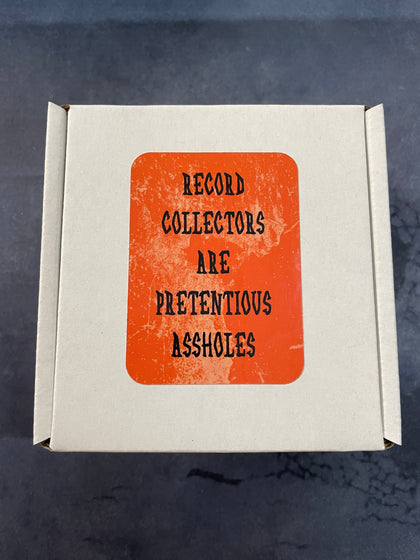 RECORD
COLLECTORS
ARE
PRETENTIOUS
ASSHOLES